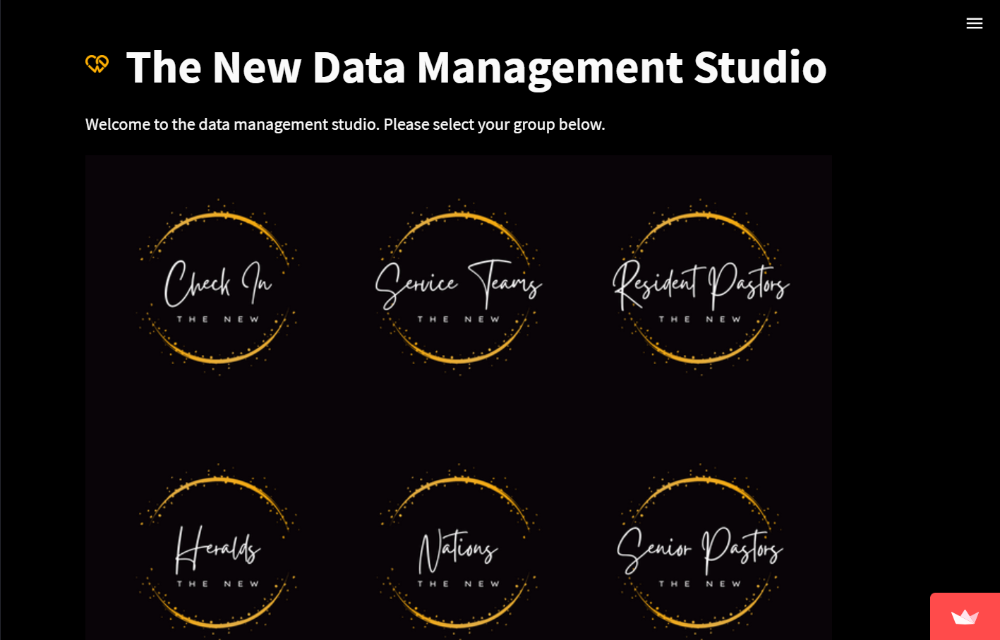 The New Data Management Studio
Welcome to the data management studio. Please select your group below.
Check In
THE NEW
Service Teams
THE NEW
Resident Pastors
THE NEW
Heralds
THE NEW
Nations
THE NEW
Senior Pastors
THE NEW